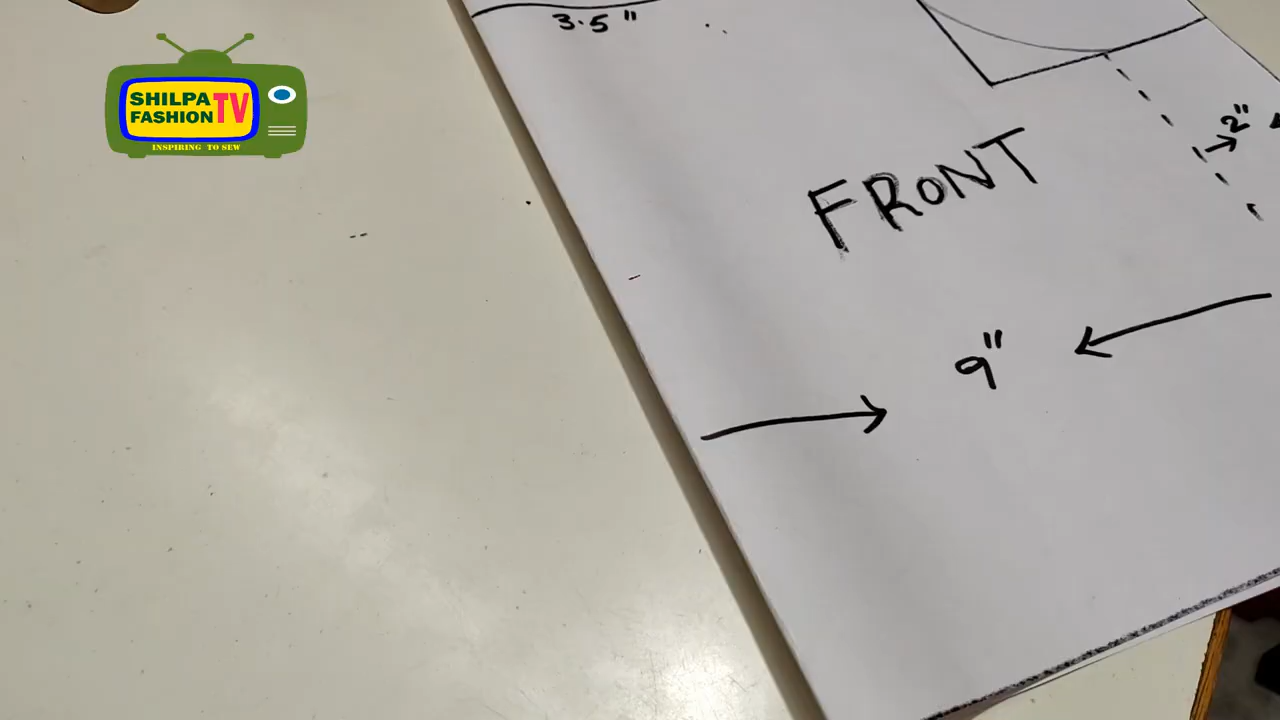 3.5"
SHILPA
FASHION TV
INSPIRING TO SEW
2"
FRONT
9"